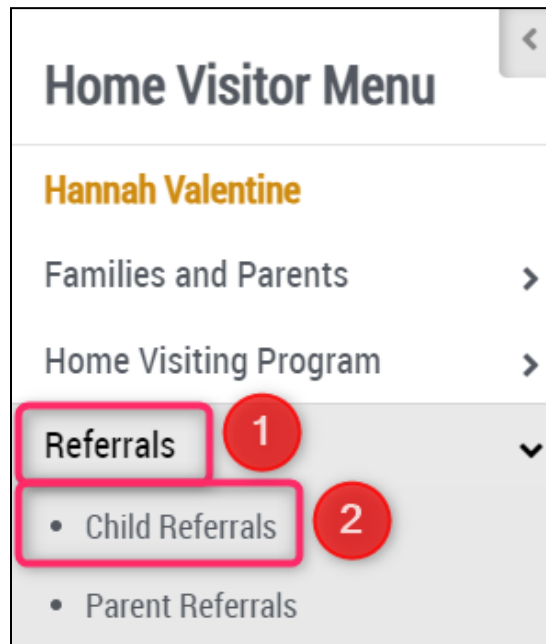 Home Visitor Menu
Hannah Valentine
Families and Parents
Home Visiting Program
Referrals 1
• Child Referrals 2
• Parent Referrals